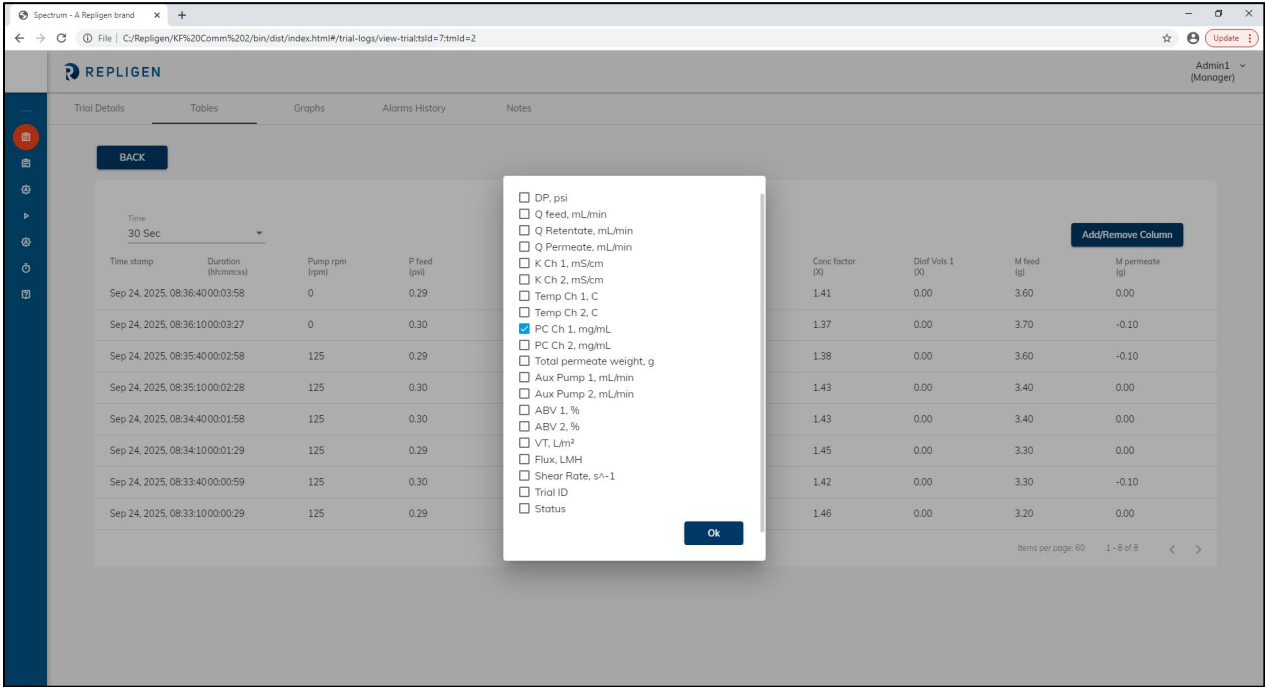 Spectrum - A Repligen brand
File | C:/Repligen/KF%20Comm%202/bin/dist/index.html#/trial-logs/view-trial;tsId=7;tmId=2
Update
REPLIGEN
Admin1
(Manager)
Trial Details Tables Graphs Alarms History Notes
BACK
Time
30 Sec
Add/Remove Column
Time stamp Duration (hh:mm:ss) Pump rpm (rpm) P feed (psi) Conc factor (X) Diaf Vols 1 (X) M feed (g) M permeate (g)
Sep 24, 2025, 08:36:40 00:03:58 0 0.29 1.41 0.00 3.60 0.00
Sep 24, 2025, 08:36:10 00:03:27 0 0.30 1.37 0.00 3.70 -0.10
Sep 24, 2025, 08:35:40 00:02:58 125 0.29 1.38 0.00 3.60 -0.10
Sep 24, 2025, 08:35:10 00:02:28 125 0.30 1.43 0.00 3.40 0.00
Sep 24, 2025, 08:34:40 00:01:58 125 0.30 1.43 0.00 3.40 0.00
Sep 24, 2025, 08:34:10 00:01:29 125 0.29 1.45 0.00 3.30 0.00
Sep 24, 2025, 08:33:40 00:00:59 125 0.30 1.42 0.00 3.30 -0.10
Sep 24, 2025, 08:33:10 00:00:29 125 0.29 1.46 0.00 3.20 0.00
Items per page: 60 1 - 8 of 8
DP, psi
Q feed, mL/min
Q Retentate, mL/min
Q Permeate, mL/min
K Ch 1, mS/cm
K Ch 2, mS/cm
Temp Ch 1, C
Temp Ch 2, C
PC Ch 1, mg/mL
PC Ch 2, mg/mL
Total permeate weight, g
Aux Pump 1, mL/min
Aux Pump 2, mL/min
ABV 1, %
ABV 2, %
VT, L/m²
Flux, LMH
Shear Rate, s^-1
Trial ID
Status
Ok